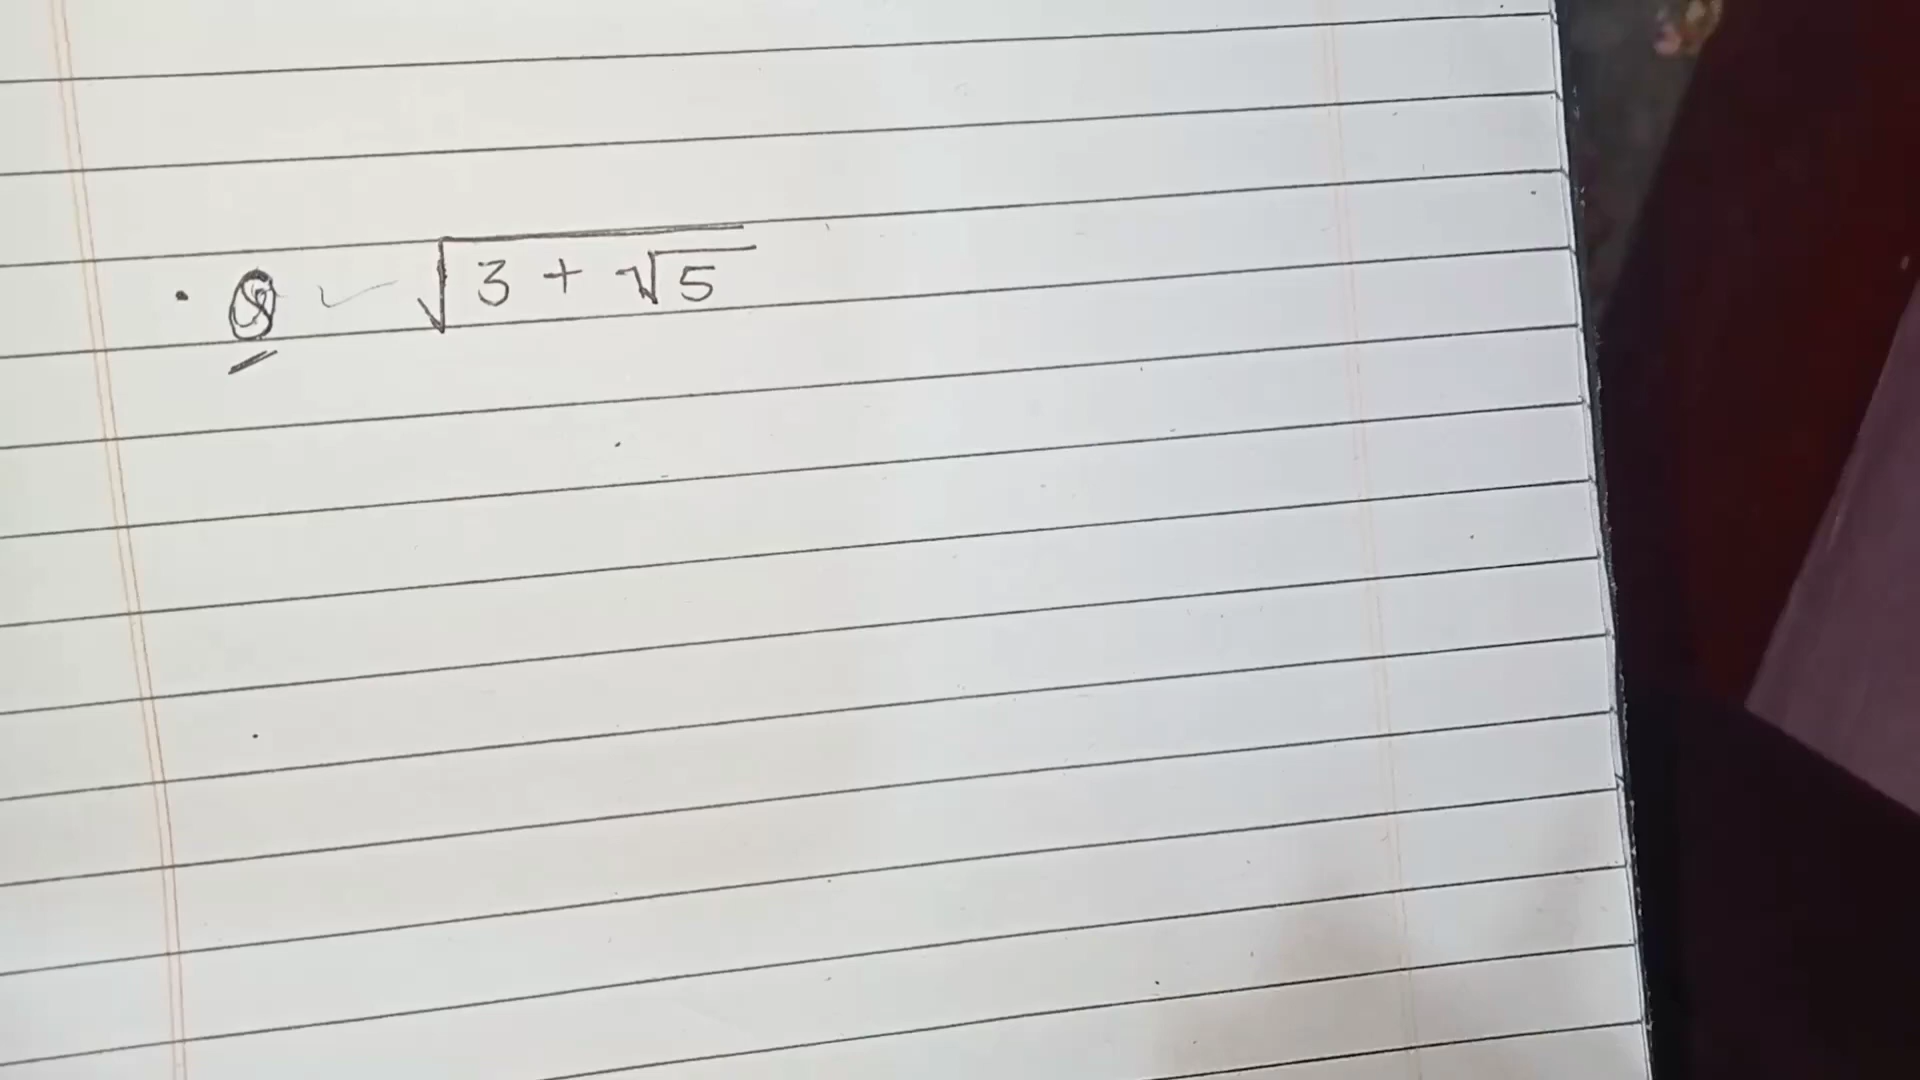 Q √(3 + √5)